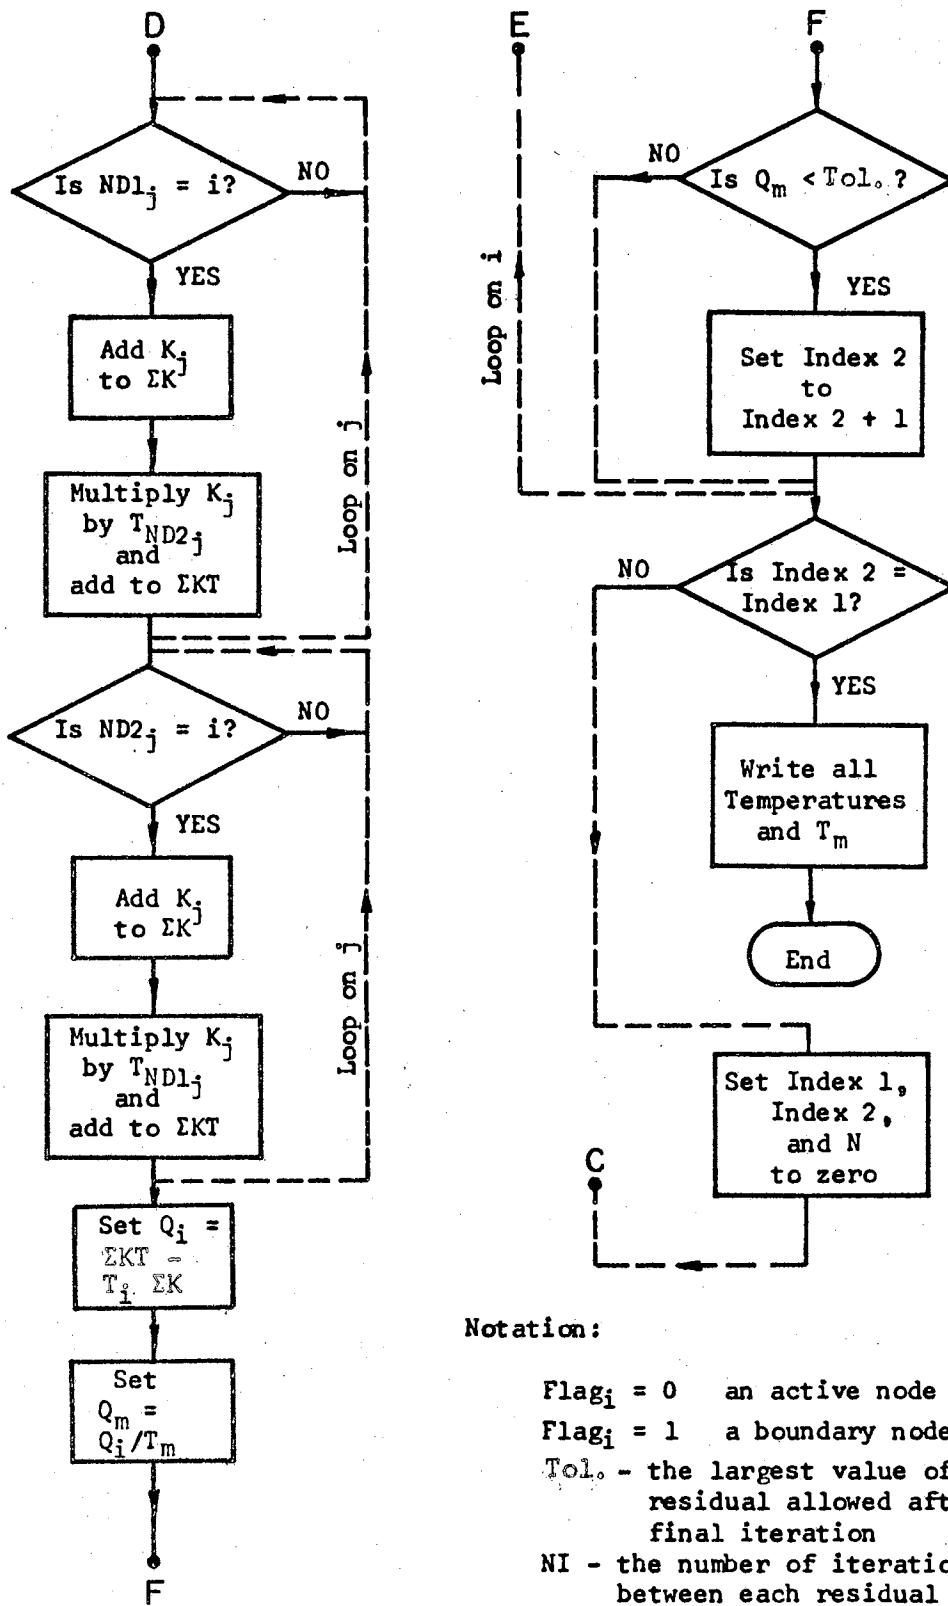 D
Is ND1j = i?
NO
YES
Add Kj
to ΣK
Multiply Kj
by TND2j
and
add to ΣKT
Loop on j
Is ND2j = i?
NO
YES
Add Kj
to ΣK
Multiply Kj
by TND1j
and
add to ΣKT
Loop on j
Set Qi =
ΣKT -
Ti ΣK
Set
Qm =
Qi/Tm
F
E
Loop on i
F
Is Qm < Tol. ?
NO
YES
Set Index 2
to
Index 2 + 1
Is Index 2 =
Index 1?
NO
YES
Write all
Temperatures
and Tm
End
Set Index 1,
Index 2,
and N
to zero
C
Notation:
Flagi = 0 an active node
Flagi = 1 a boundary node
Tol. - the largest value of
residual allowed aft
final iteration
NI - the number of iteratio
between each residual